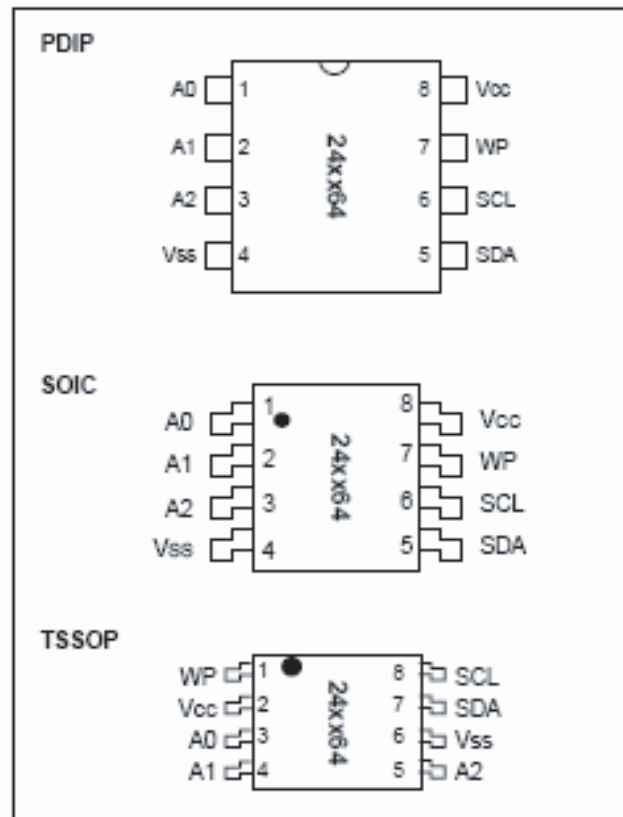 PDIP
A0 1 8 Vcc
A1 2 7 WP
A2 3 6 SCL
Vss 4 5 SDA
24xx64
SOIC
A0 1 8 Vcc
A1 2 7 WP
A2 3 6 SCL
Vss 4 5 SDA
24xx64
TSSOP
WP 1 8 SCL
Vcc 2 7 SDA
A0 3 6 Vss
A1 4 5 A2
24xx64